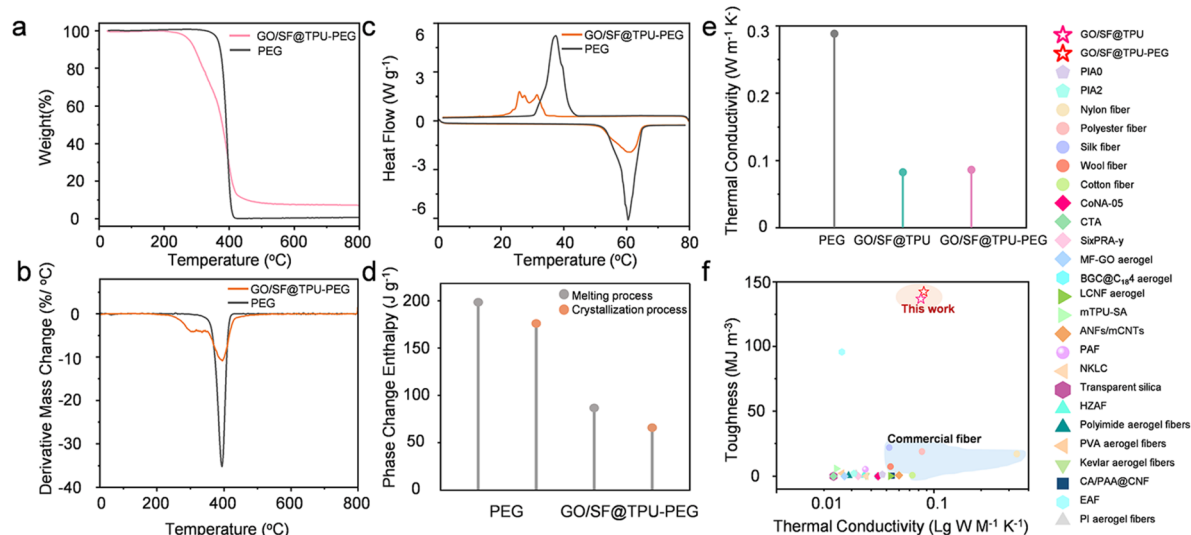 a
100
80
60
40
20
0
Weight(%)
GO/SF@TPU-PEG
PEG
0
200
400
600
800
Temperature (ºC)
b
0
-10
-20
-30
-40
Derivative Mass Change (%/ ºC)
GO/SF@TPU-PEG
PEG
0
200
400
600
800
Temperature (ºC)
c
6
4
2
0
-3
-6
Heat Flow (W g⁻¹)
GO/SF@TPU-PEG
PEG
0
20
40
60
80
Temperature (ºC)
d
200
150
100
50
0
Phase Change Enthalpy (J g⁻¹)
Melting process
Crystallization process
PEG
GO/SF@TPU-PEG
e
0.3
0.2
0.1
0
Thermal Conductivity (W m⁻¹ K⁻)
PEG
GO/SF@TPU
GO/SF@TPU-PEG
f
150
100
50
0
Toughness (MJ m⁻³)
This work
Commercial fiber
0.01
0.1
Thermal Conductivity (Lg W M⁻¹ K⁻¹)
GO/SF@TPU
GO/SF@TPU-PEG
PIA0
PIA2
Nylon fiber
Polyester fiber
Silk fiber
Wool fiber
Cotton fiber
CoNA-05
CTA
SixPRA-y
MF-GO aerogel
BGC@C₁₈4 aerogel
LCNF aerogel
mTPU-SA
ANFs/mCNTs
PAF
NKLC
Transparent silica
HZAF
Polyimide aerogel fibers
PVA aerogel fibers
Kevlar aerogel fibers
CA/PAA@CNF
EAF
PI aerogel fibers